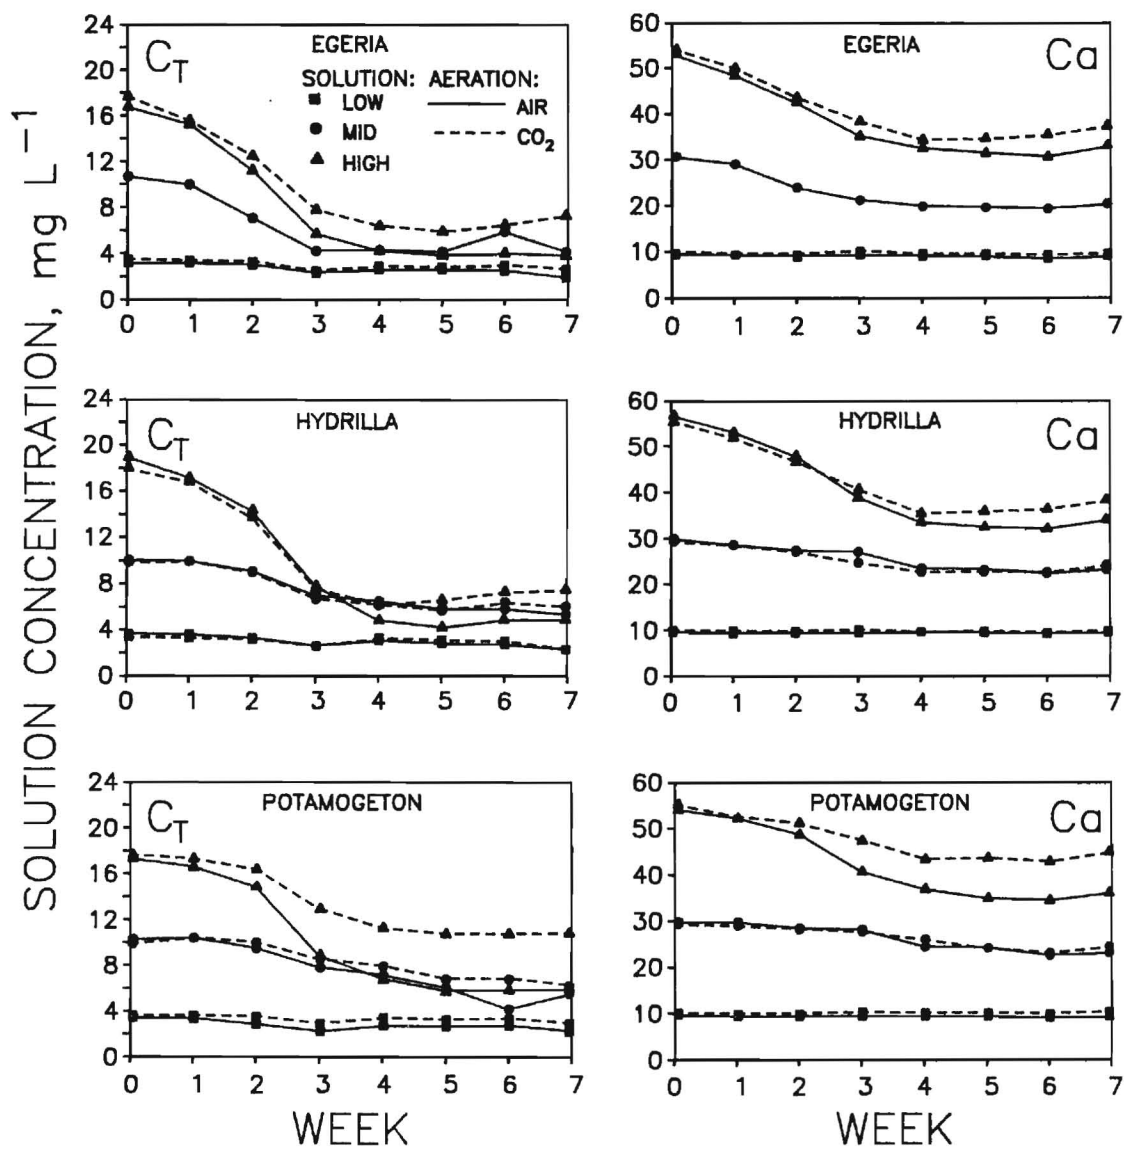 SOLUTION CONCENTRATION, mg L⁻¹
24
20
16
12
8
4
0
C_T
EGERIA
SOLUTION: AERATION:
LOW
MID
HIGH
AIR
CO₂
0 1 2 3 4 5 6 7
60
50
40
30
20
10
0
EGERIA
Ca
0 1 2 3 4 5 6 7
24
20
16
12
8
4
0
C_T
HYDRILLA
0 1 2 3 4 5 6 7
60
50
40
30
20
10
0
HYDRILLA
Ca
0 1 2 3 4 5 6 7
24
20
16
12
8
4
0
C_T
POTAMOGETON
0 1 2 3 4 5 6 7
WEEK
60
50
40
30
20
10
0
POTAMOGETON
Ca
0 1 2 3 4 5 6 7
WEEK